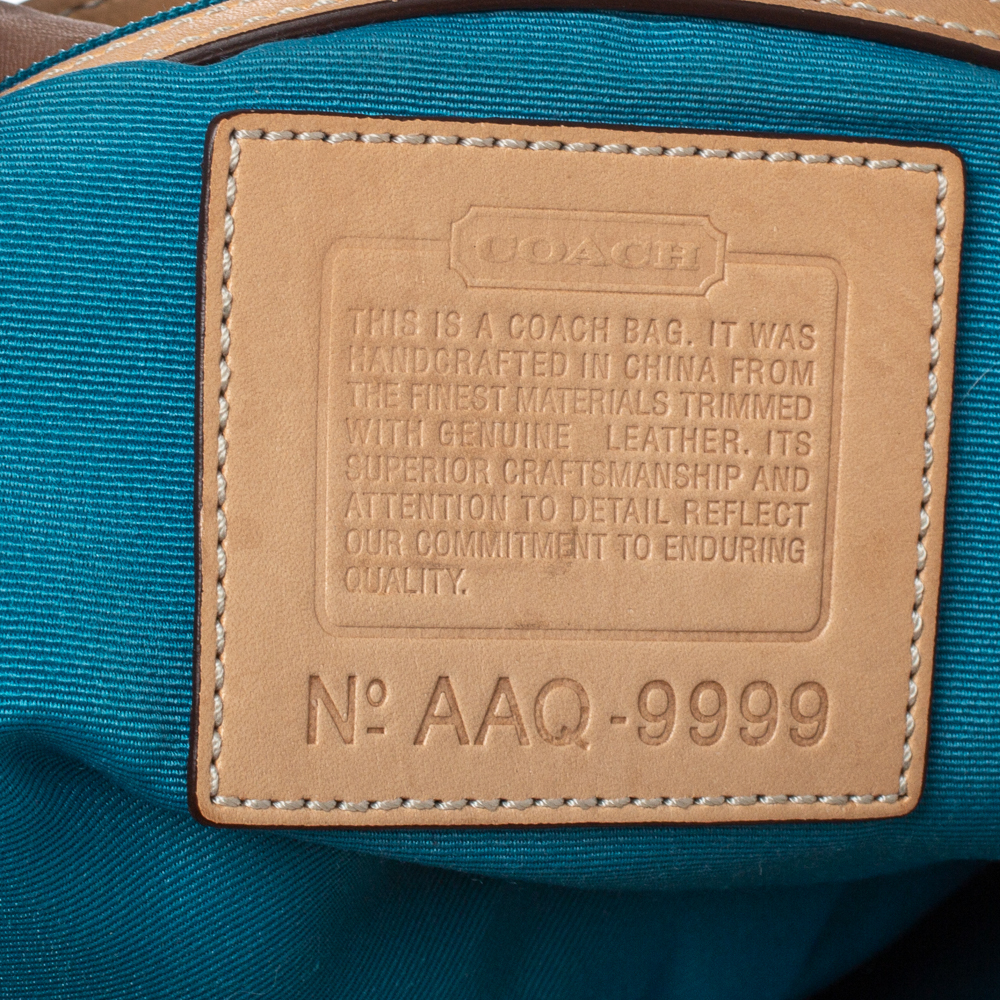 COACH
THIS IS A COACH BAG. IT WAS
HANDCRAFTED IN CHINA FROM
THE FINEST MATERIALS TRIMMED
WITH GENUINE LEATHER. ITS
SUPERIOR CRAFTSMANSHIP AND
ATTENTION TO DETAIL REFLECT
OUR COMMITMENT TO ENDURING
QUALITY.
Nº AAQ-9999